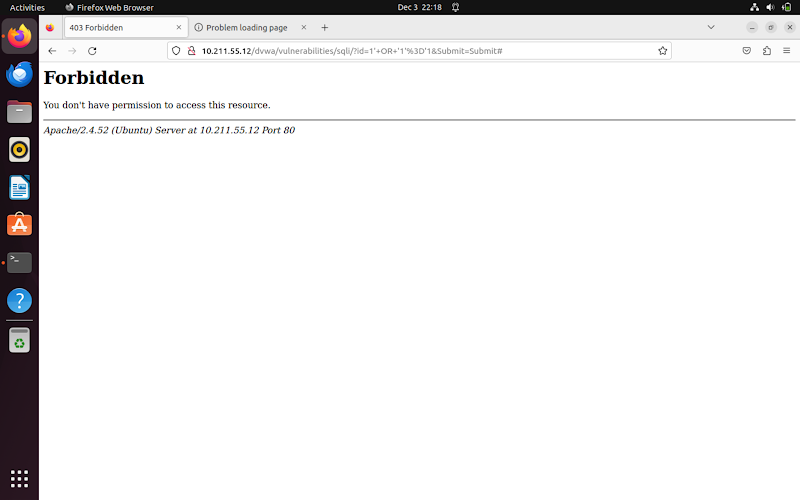 Activities Firefox Web Browser Dec 3 22:18
403 Forbidden Problem loading page
10.211.55.12/dvwa/vulnerabilities/sqli/?id=1'+OR+'1'%3D'1&Submit=Submit#
Forbidden
You don't have permission to access this resource.
Apache/2.4.52 (Ubuntu) Server at 10.211.55.12 Port 80